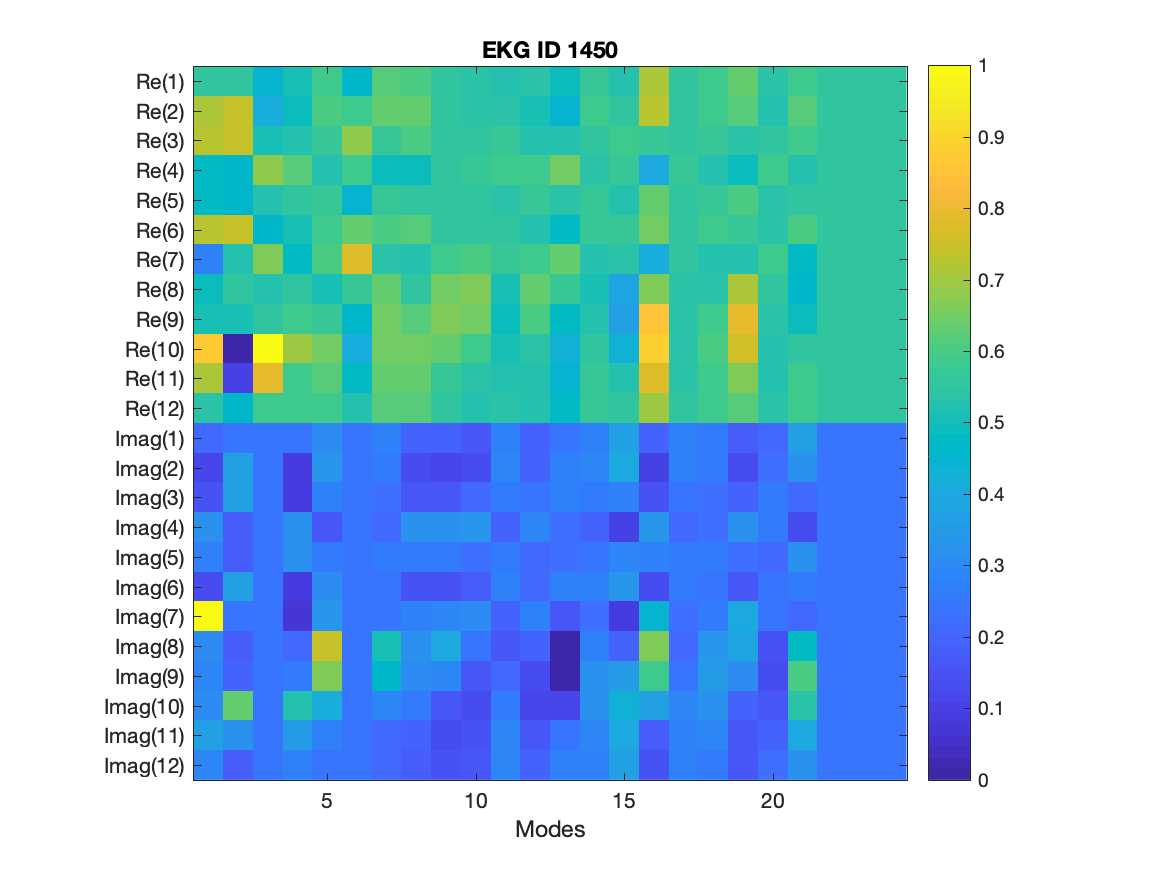 EKG ID 1450
Re(1)
Re(2)
Re(3)
Re(4)
Re(5)
Re(6)
Re(7)
Re(8)
Re(9)
Re(10)
Re(11)
Re(12)
Imag(1)
Imag(2)
Imag(3)
Imag(4)
Imag(5)
Imag(6)
Imag(7)
Imag(8)
Imag(9)
Imag(10)
Imag(11)
Imag(12)
5 10 15 20
Modes
1
0.9
0.8
0.7
0.6
0.5
0.4
0.3
0.2
0.1
0